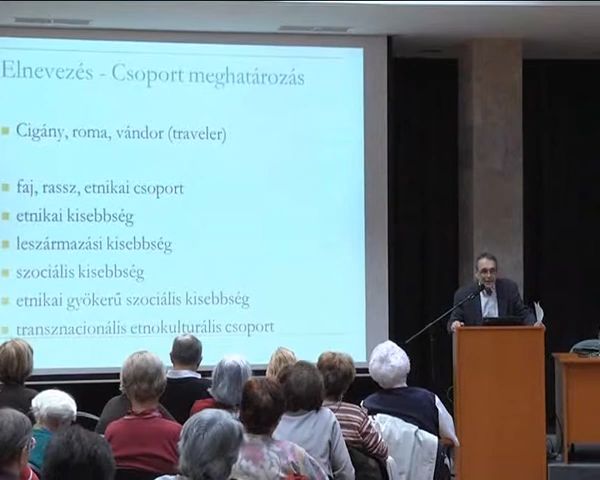 Elnevezés - Csoport meghatározás
Cigány, roma, vándor (traveler)
faj, rassz, etnikai csoport
etnikai kisebbség
leszármazási kisebbség
szociális kisebbség
etnikai gyökerű szociális kisebbség
transznacionális etnokulturális csoport